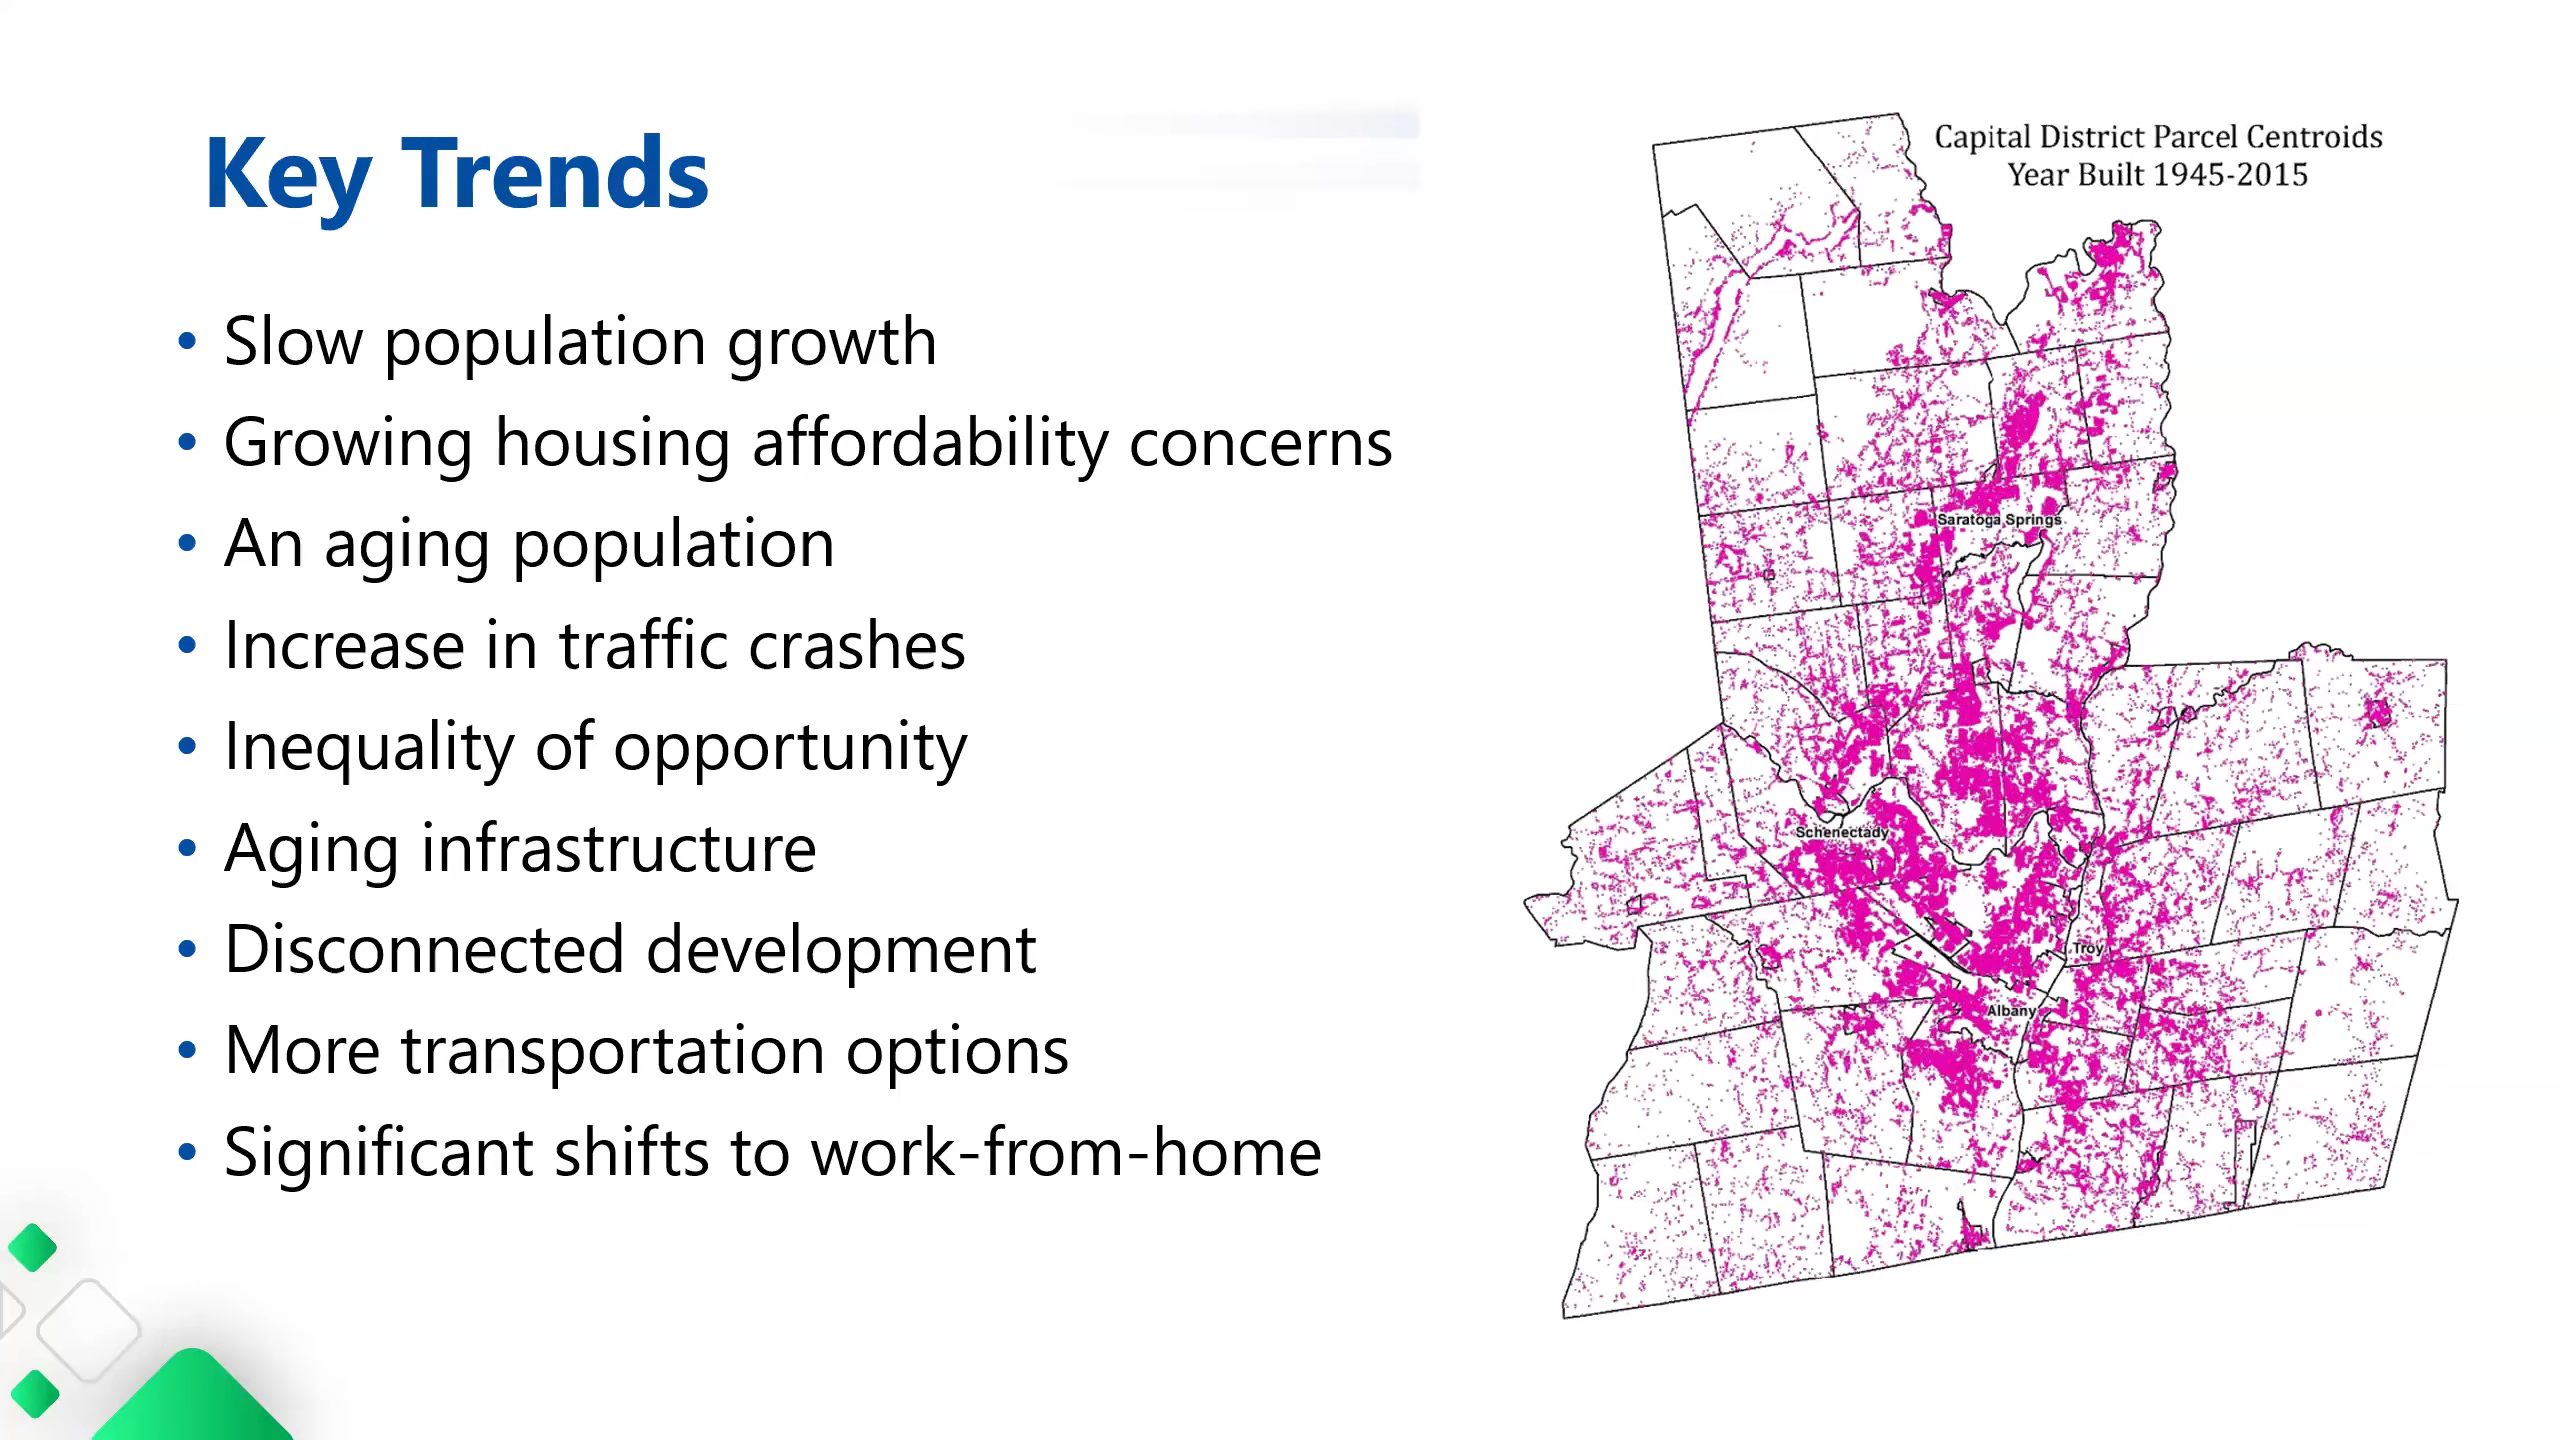 Key Trends
• Slow population growth
• Growing housing affordability concerns
• An aging population
• Increase in traffic crashes
• Inequality of opportunity
• Aging infrastructure
• Disconnected development
• More transportation options
• Significant shifts to work-from-home
Capital District Parcel Centroids
Year Built 1945-2015
Saratoga Springs
Schenectady
Troy
Albany